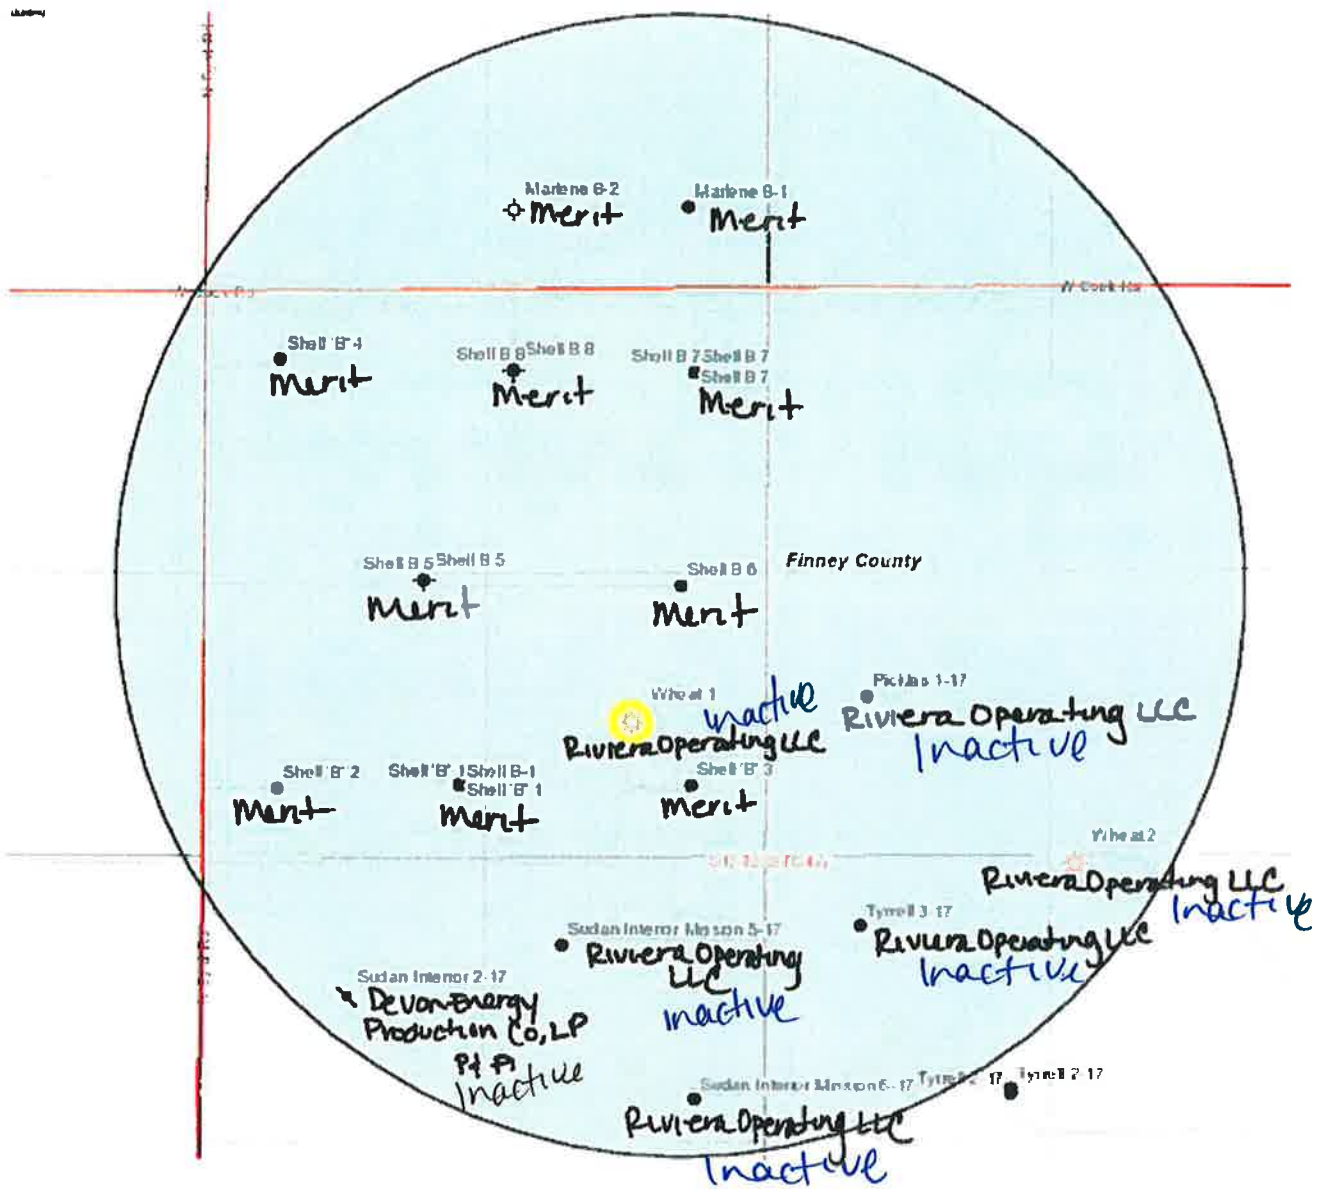 Marlene B-2
Merit
Marlene B-1
Merit
W Cook Rd
Shell 'B' 4
Merit
Shell B 8 Shell B 8
Merit
Shell B 7 Shell B 7
Shell B 7
Merit
Shell B 5 Shell B 5
Merit
Shell B 6
Merit
Finney County
Wheat 1
inactive
Riviera Operating LLC
1-17
Riviera Operating LLC
Inactive
Shell 'B' 2
Merit
Shell 'B' 1 Shell B-1
Shell 'B' 1
Merit
Shell 'B' 3
Merit
Wheat 2
Riviera Operating LLC
Inactive
Tyrrell 3-17
Riviera Operating LLC
Inactive
Sudan Interior Mission 5-17
Riviera Operating
LLC
inactive
Sudan Interior 2-17
Devon Energy
Production Co, LP
Inactive
Sudan Interior Mission 6-17
Riviera Operating LLC
Inactive
Tyrrell 2-17 Tyrrell 2-17